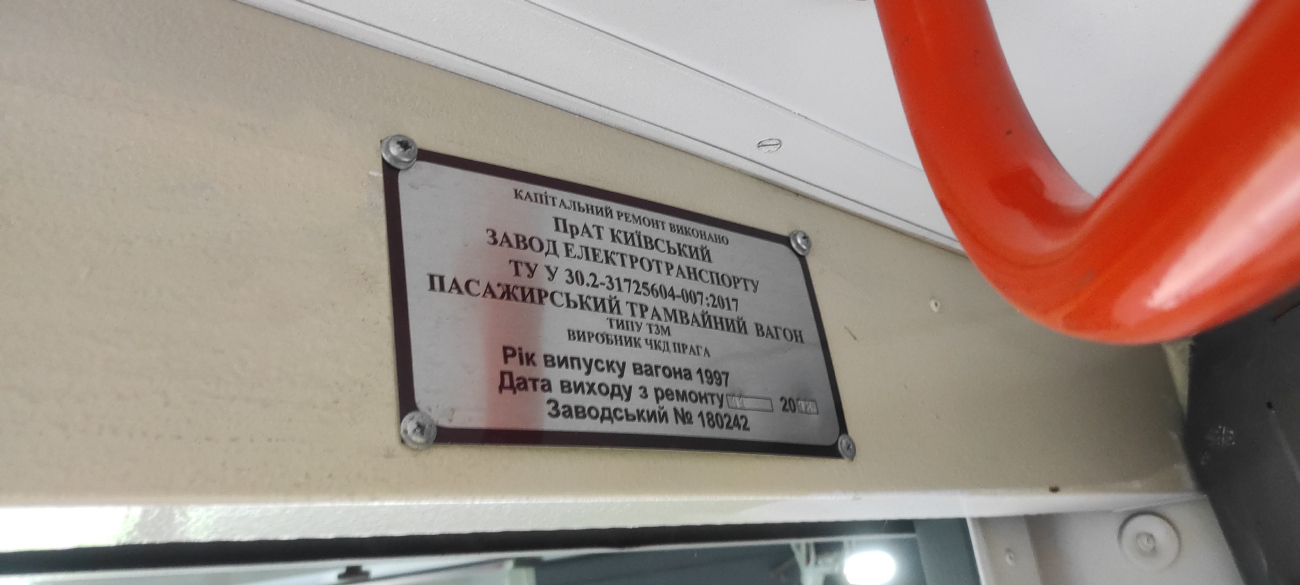 КАПІТАЛЬНИЙ РЕМОНТ ВИКОНАНО
ПрАТ КИЇВСЬКИЙ
ЗАВОД ЕЛЕКТРОТРАНСПОРТУ
ТУ У 30.2-31725604-007:2017
ПАСАЖИРСЬКИЙ ТРАМВАЙНИЙ ВАГОН
ТИПУ Т3М
ВИРОБНИК ЧКД ПРАГА
Рік випуску вагона 1997
Дата виходу з ремонту 20
Заводський № 180242